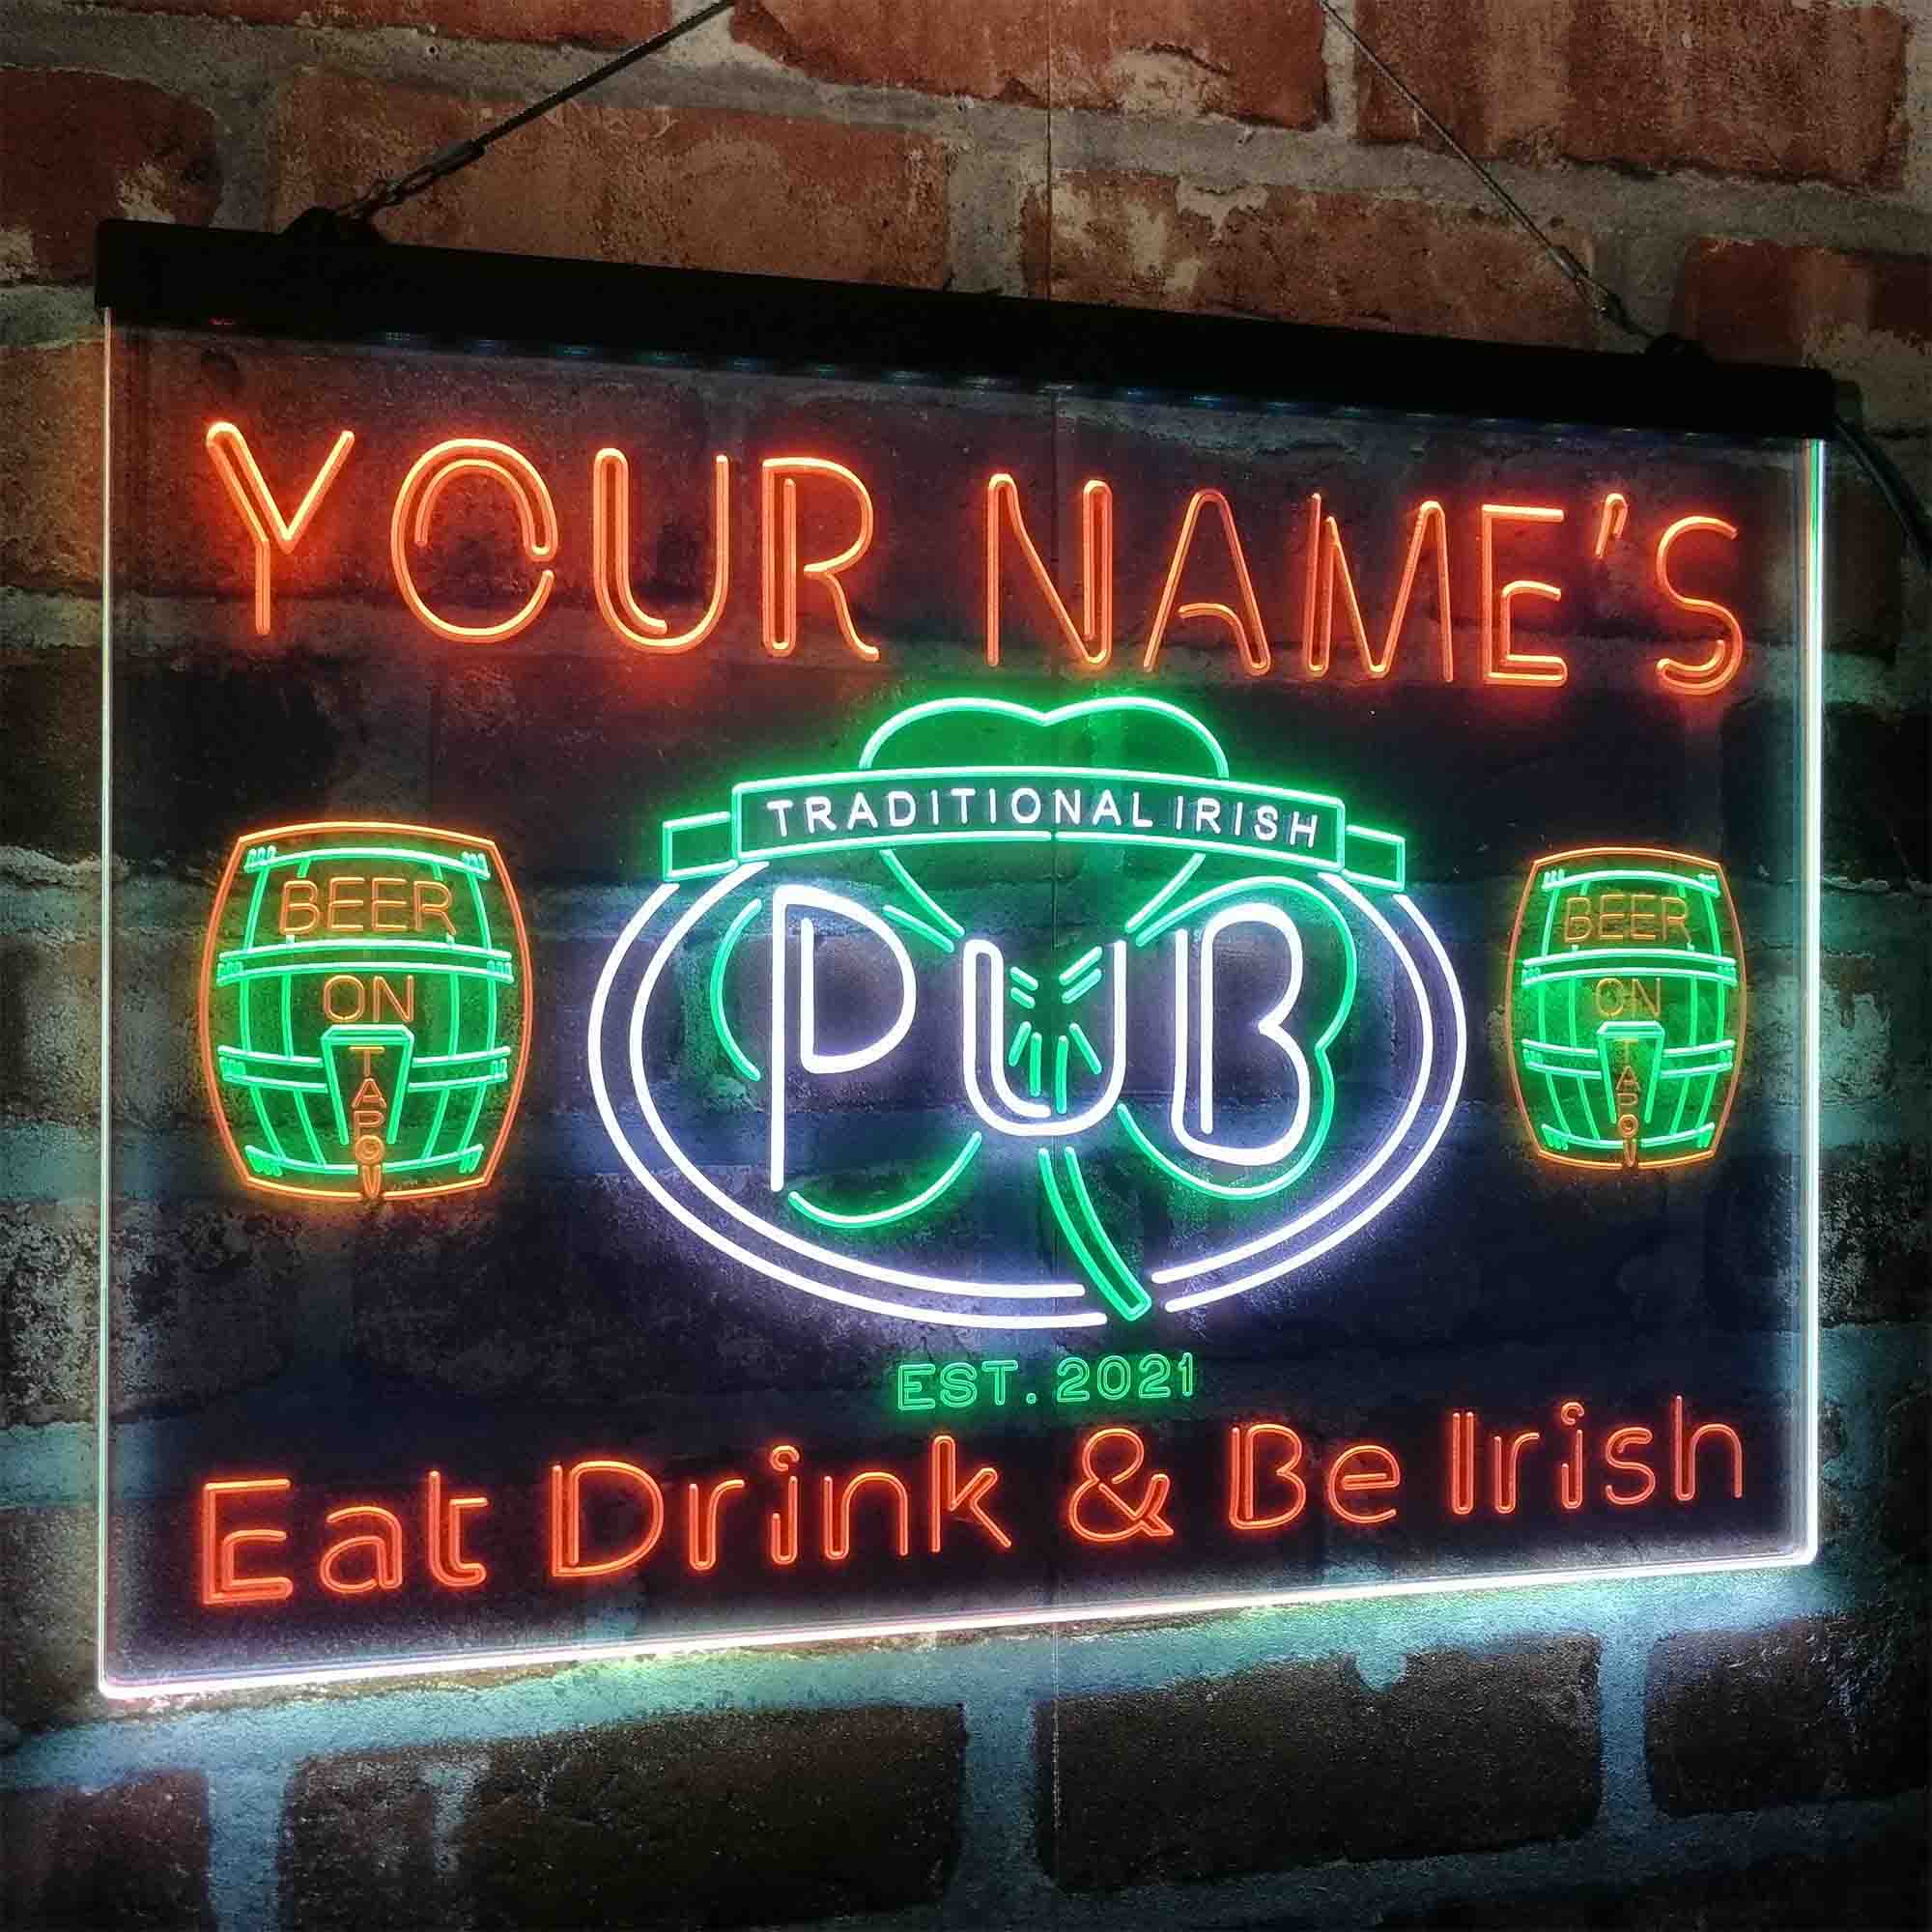 YOUR NAME'S
TRADITIONAL IRISH
PUB
BEER
ON
TAP
BEER
ON
TAP
EST. 2021
Eat Drink & Be Irish